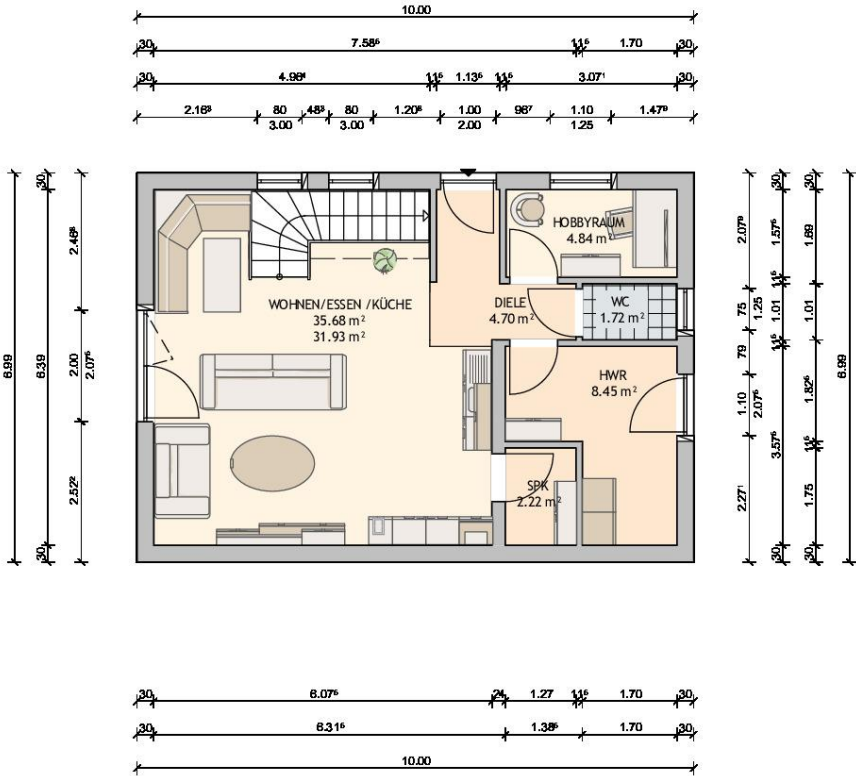 10.00
30 7.58⁵ 11⁵ 1.70 30
30 4.96⁴ 11⁵ 1.13⁵ 11⁵ 3.07¹ 30
2.16³ 80 48³ 80 1.20⁸ 1.00 96⁷ 1.10 1.47⁹
3.00 3.00 2.00 1.25
6.99
30 6.39 30
2.46⁸ 2.00 2.52²
2.07⁵
WOHNEN/ESSEN /KÜCHE
35.68 m²
31.93 m²
DIELE
4.70 m²
HOBBYRAUM
4.84 m
WC
1.72 m²
HWR
8.45 m²
SPK
2.22 m²
2.07⁹ 75 79 1.10 2.27¹
1.25 2.07⁵
30 1.57⁵ 11⁵ 1.01 11⁵ 3.57⁵ 30
30 1.69 1.01 1.82⁵ 11⁵ 1.75 30
6.99
30 6.07⁵ 24 1.27 11⁵ 1.70 30
30 6.31⁵ 1.38⁵ 1.70 30
10.00